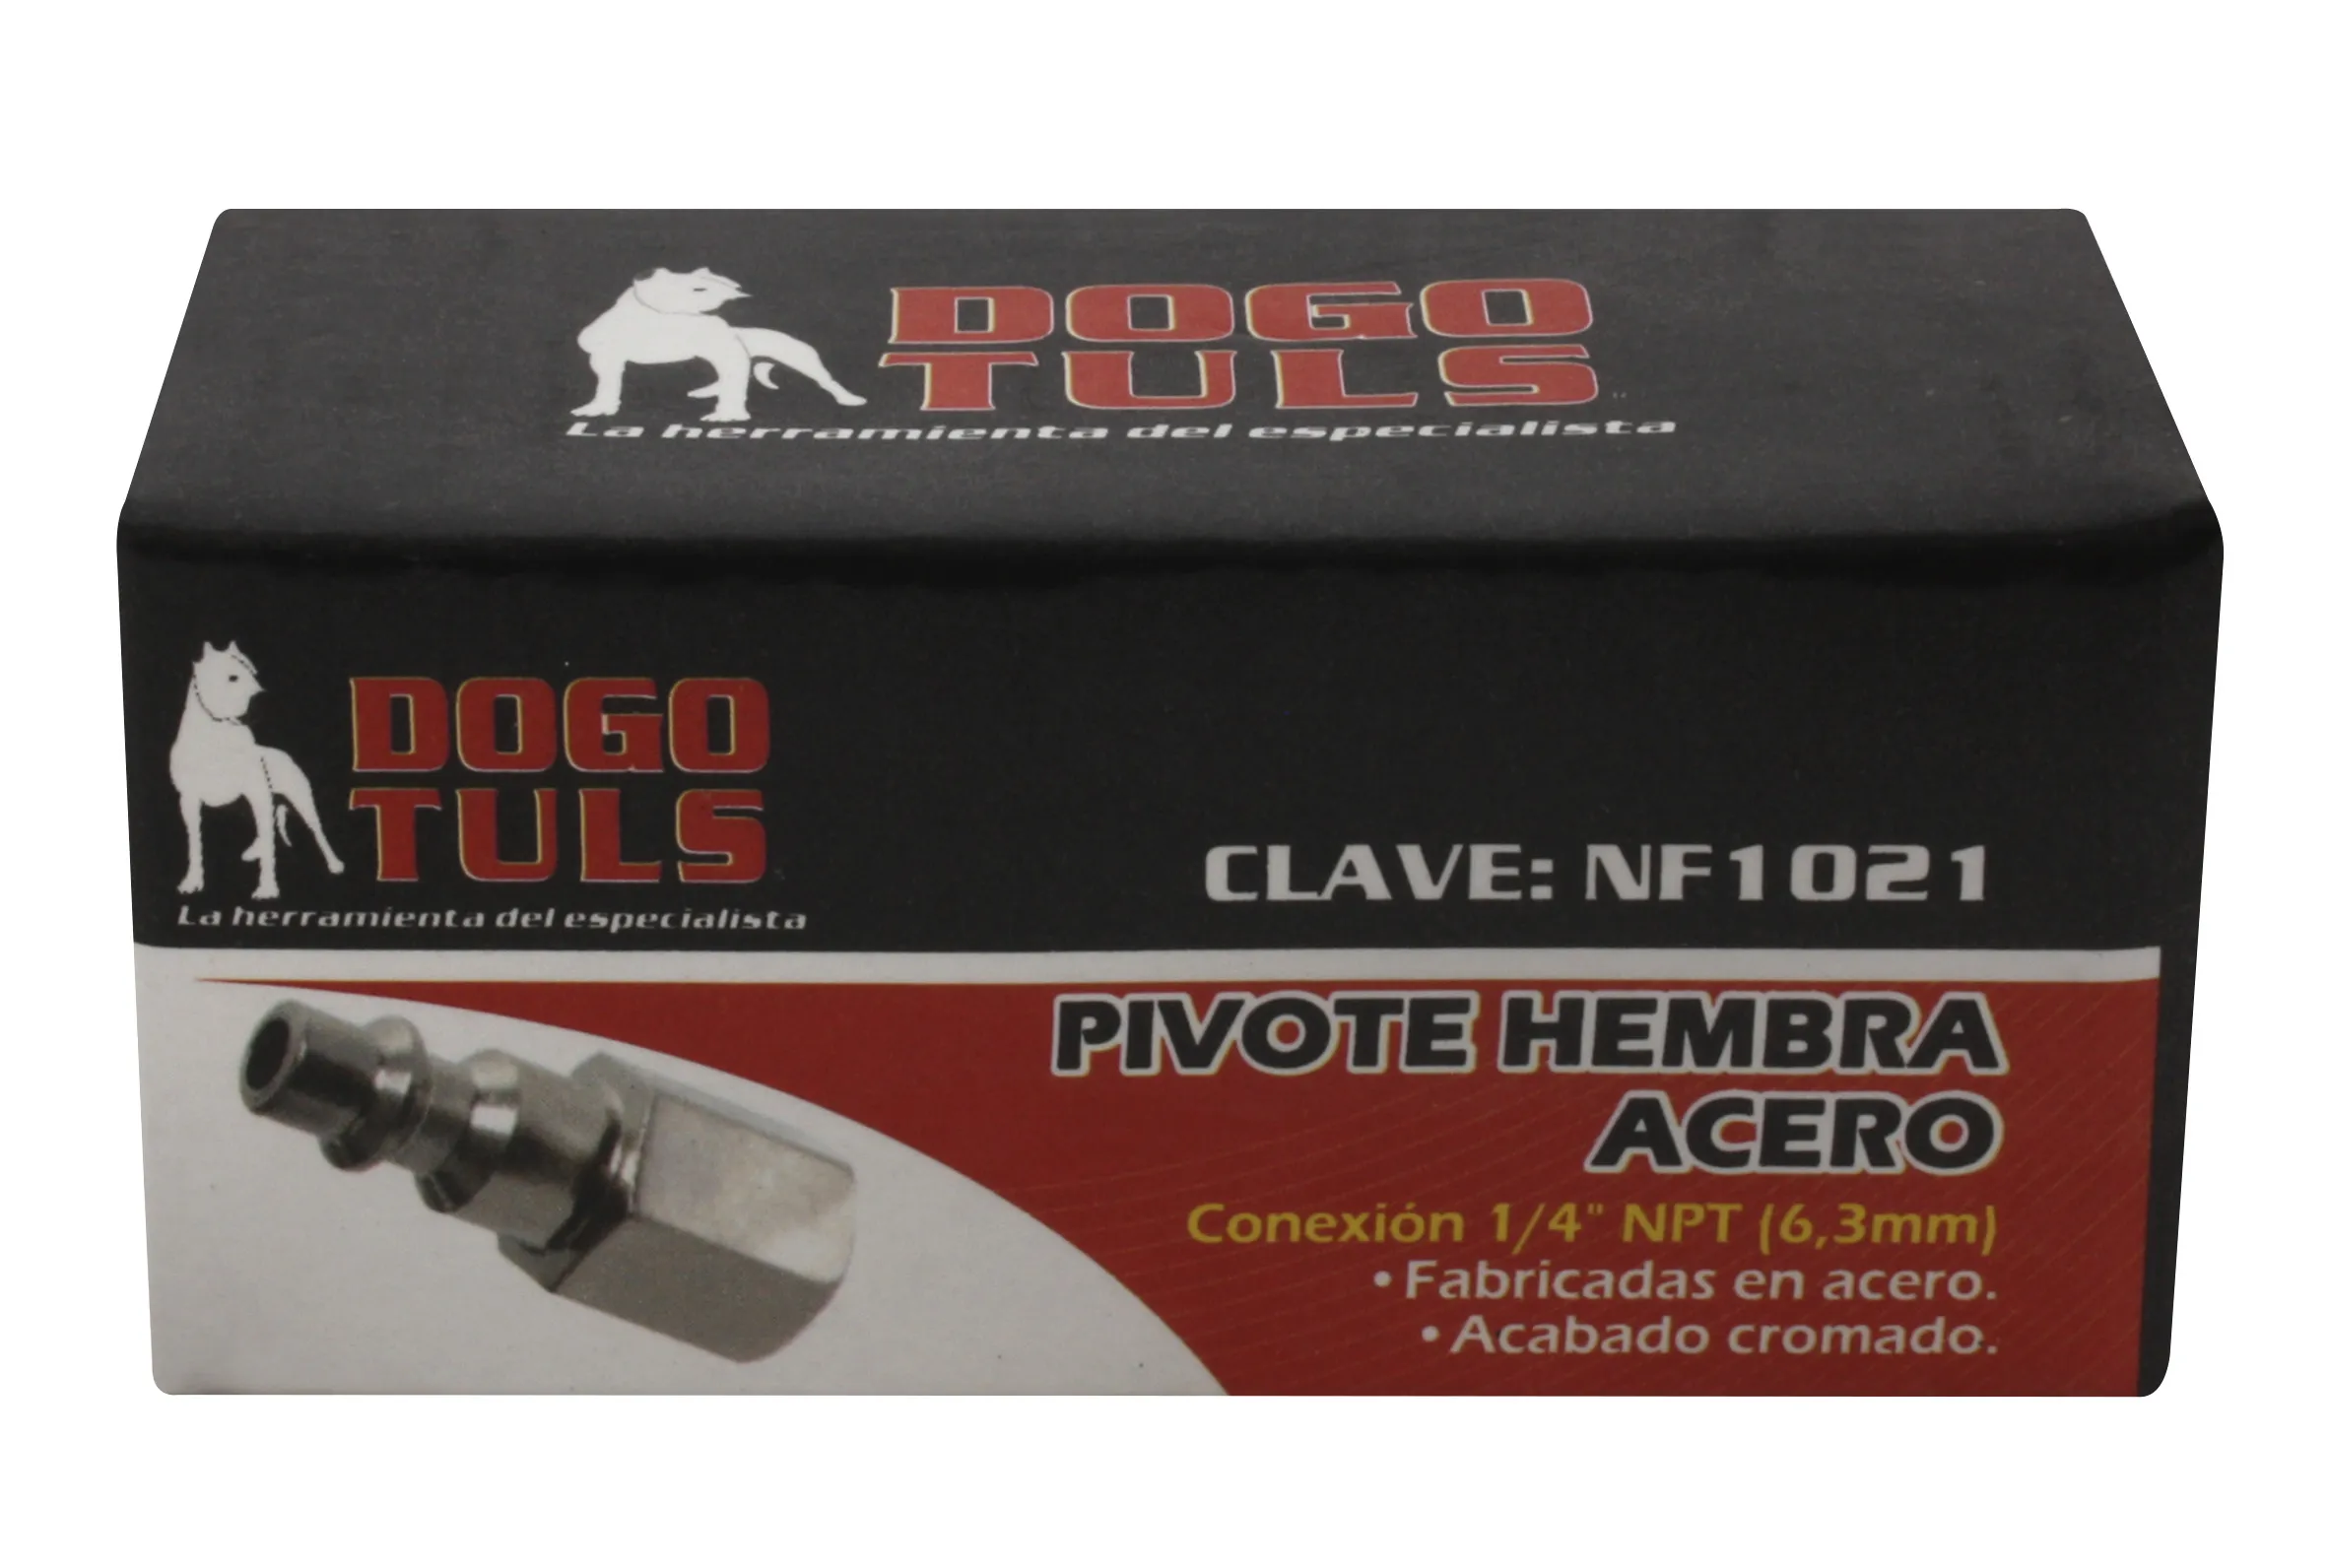 DOGO
TULS
La herramienta del especialista
DOGO
TULS
La herramienta del especialista
CLAVE: NF1021
PIVOTE HEMBRA
ACERO
Conexión 1/4" NPT (6,3mm)
• Fabricadas en acero.
• Acabado cromado.